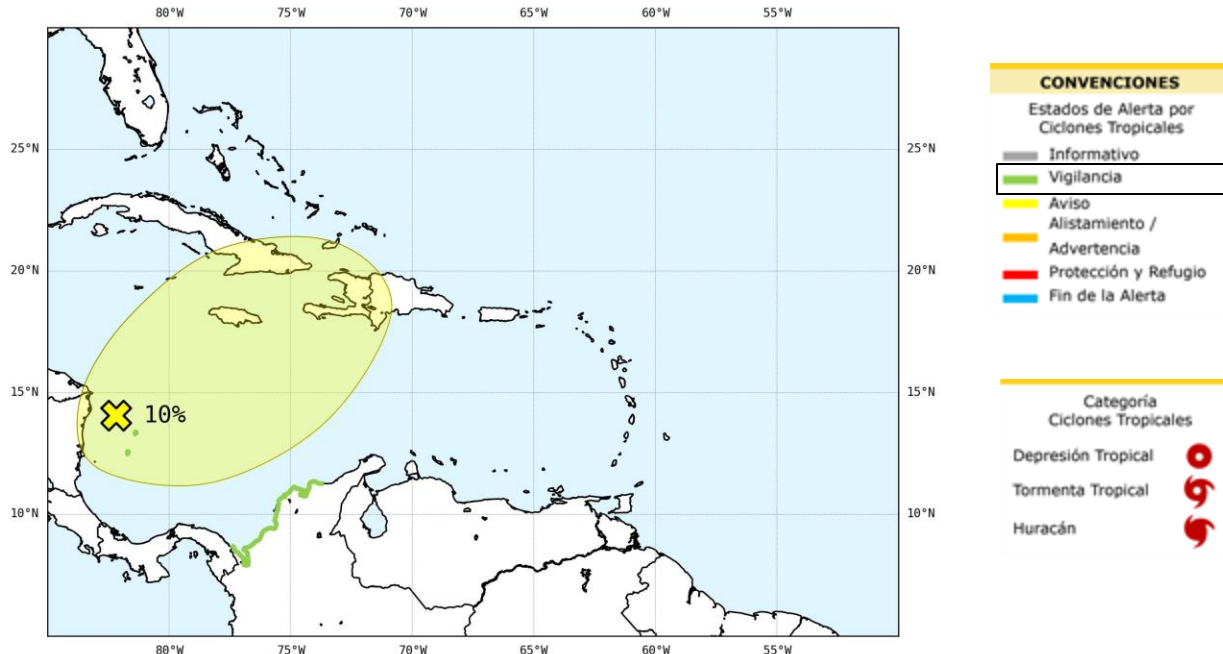 80°W 75°W 70°W 65°W 60°W 55°W
25°N 25°N
20°N 20°N
15°N 15°N
10%
10°N 10°N
80°W 75°W 70°W 65°W 60°W 55°W
CONVENCIONES
Estados de Alerta por
Ciclones Tropicales
Informativo
Vigilancia
Aviso
Alistamiento /
Advertencia
Protección y Refugio
Fin de la Alerta
Categoría
Ciclones Tropicales
Depresión Tropical
Tormenta Tropical
Huracán